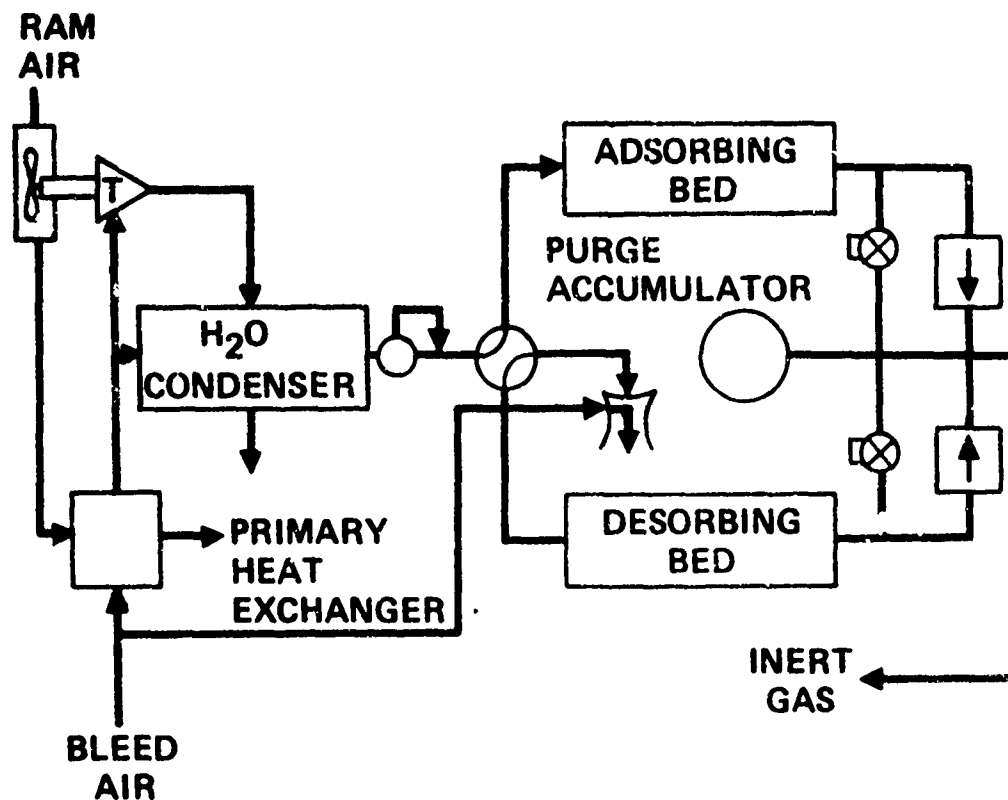 RAM
AIR
T
ADSORBING
BED
PURGE
ACCUMULATOR
H₂O
CONDENSER
PRIMARY
HEAT
EXCHANGER
DESORBING
BED
INERT
GAS
BLEED
AIR